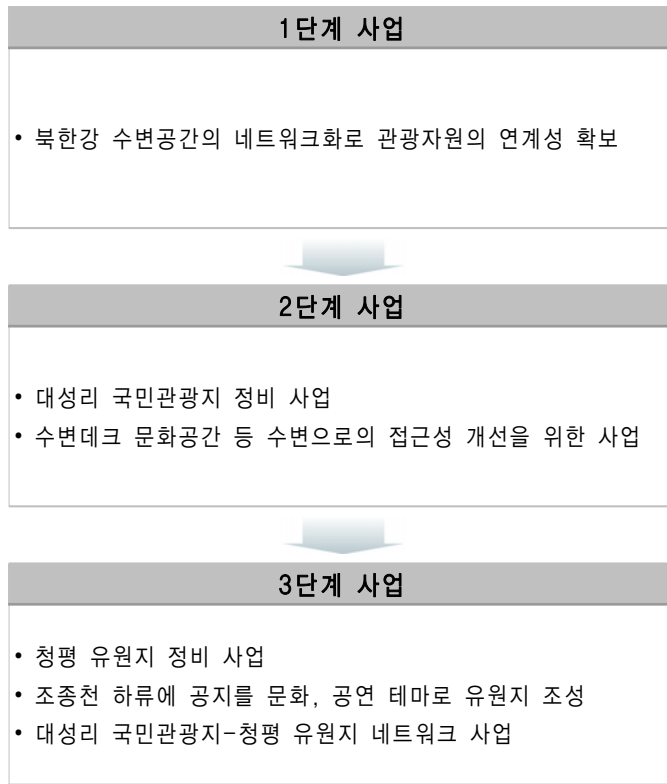 1단계 사업
• 북한강 수변공간의 네트워크화로 관광자원의 연계성 확보
2단계 사업
• 대성리 국민관광지 정비 사업
• 수변데크 문화공간 등 수변으로의 접근성 개선을 위한 사업
3단계 사업
• 청평 유원지 정비 사업
• 조종천 하류에 공지를 문화, 공연 테마로 유원지 조성
• 대성리 국민관광지-청평 유원지 네트워크 사업